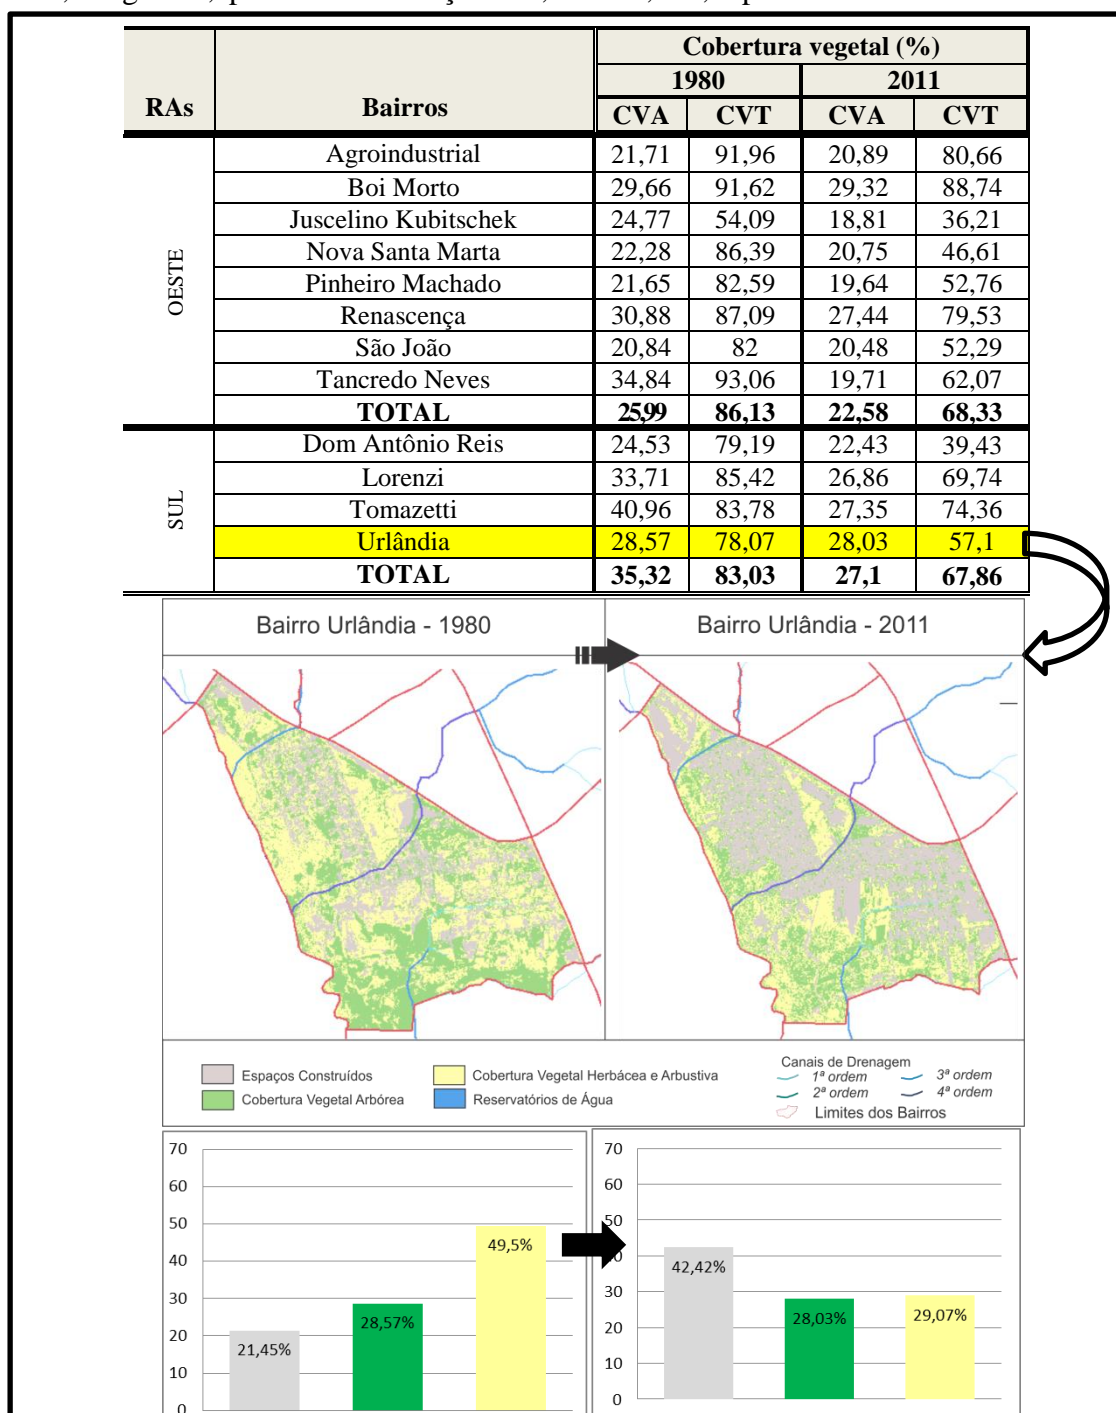 Cobertura vegetal (%)
1980 2011
RAs Bairros CVA CVT CVA CVT
OESTE
Agroindustrial 21,71 91,96 20,89 80,66
Boi Morto 29,66 91,62 29,32 88,74
Juscelino Kubitschek 24,77 54,09 18,81 36,21
Nova Santa Marta 22,28 86,39 20,75 46,61
Pinheiro Machado 21,65 82,59 19,64 52,76
Renascença 30,88 87,09 27,44 79,53
São João 20,84 82 20,48 52,29
Tancredo Neves 34,84 93,06 19,71 62,07
TOTAL 25,99 86,13 22,58 68,33
SUL
Dom Antônio Reis 24,53 79,19 22,43 39,43
Lorenzi 33,71 85,42 26,86 69,74
Tomazetti 40,96 83,78 27,35 74,36
Urlândia 28,57 78,07 28,03 57,1
TOTAL 35,32 83,03 27,1 67,86
Bairro Urlândia - 1980 Bairro Urlândia - 2011
Espaços Construídos
Cobertura Vegetal Arbórea
Cobertura Vegetal Herbácea e Arbustiva
Reservatórios de Água
Canais de Drenagem
1ª ordem 3ª ordem
2ª ordem 4ª ordem
Limites dos Bairros
70
60
50
40
30
20
10
0
21,45%
28,57%
49,5%
70
60
50
30
20
10
0
42,42%
28,03%
29,07%